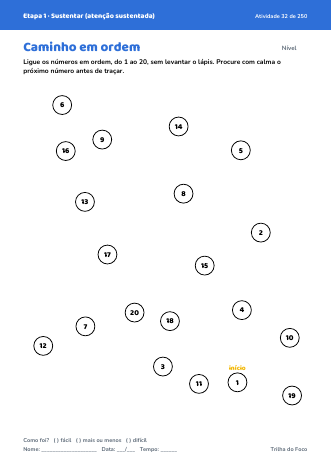 Etapa 1 · Sustentar (atenção sustentada)
Atividade 32 de 250
Caminho em ordem
Nível
Ligue os números em ordem, do 1 ao 20, sem levantar o lápis. Procure com calma o
próximo número antes de traçar.
6
14
9
16
5
8
13
2
17
15
4
20
18
7
10
12
3
início
11
1
19
Como foi? ( ) fácil ( ) mais ou menos ( ) difícil
Nome: ____________________ Data: ___/___ Tempo: ______
Trilha do Foco